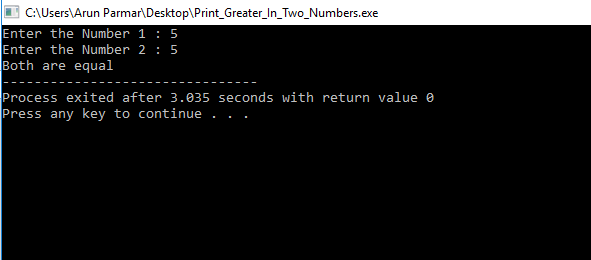 C:\Users\Arun Parmar\Desktop\Print_Greater_In_Two_Numbers.exe
Enter the Number 1 : 5
Enter the Number 2 : 5
Both are equal
--------------------------------
Process exited after 3.035 seconds with return value 0
Press any key to continue . . .